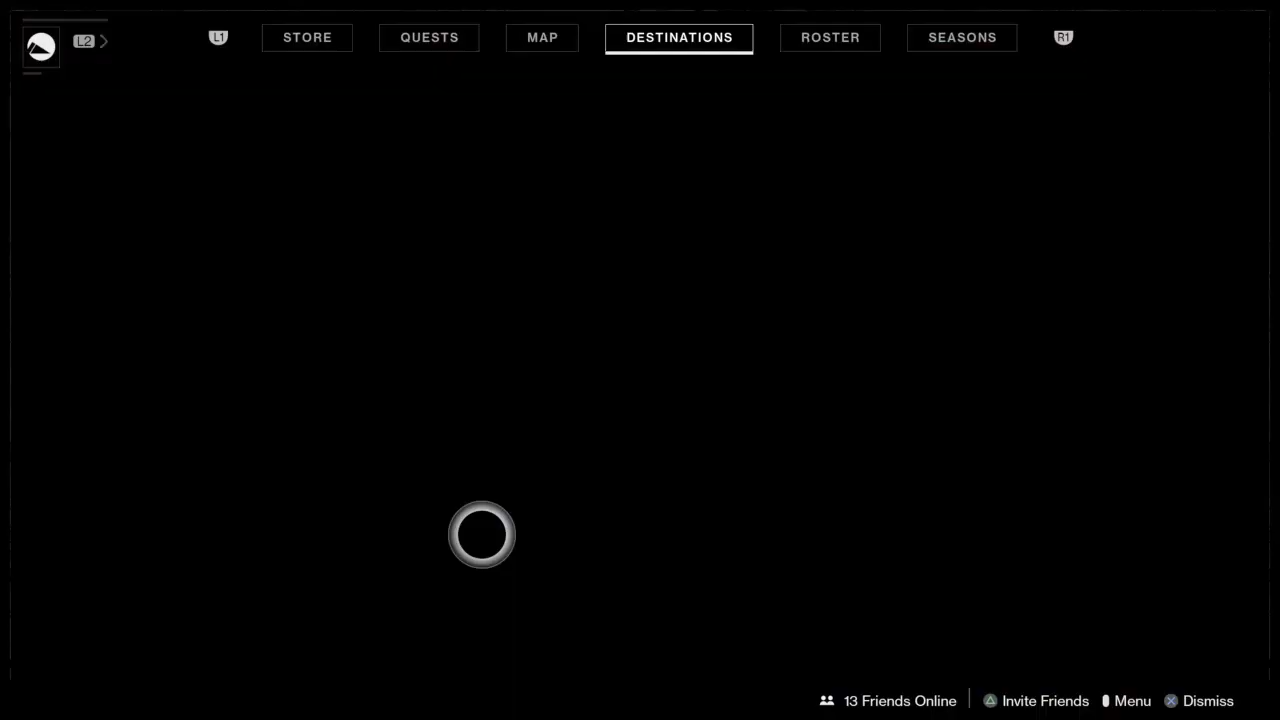 L2 L1 STORE QUESTS MAP DESTINATIONS ROSTER SEASONS R1
13 Friends Online Invite Friends Menu Dismiss